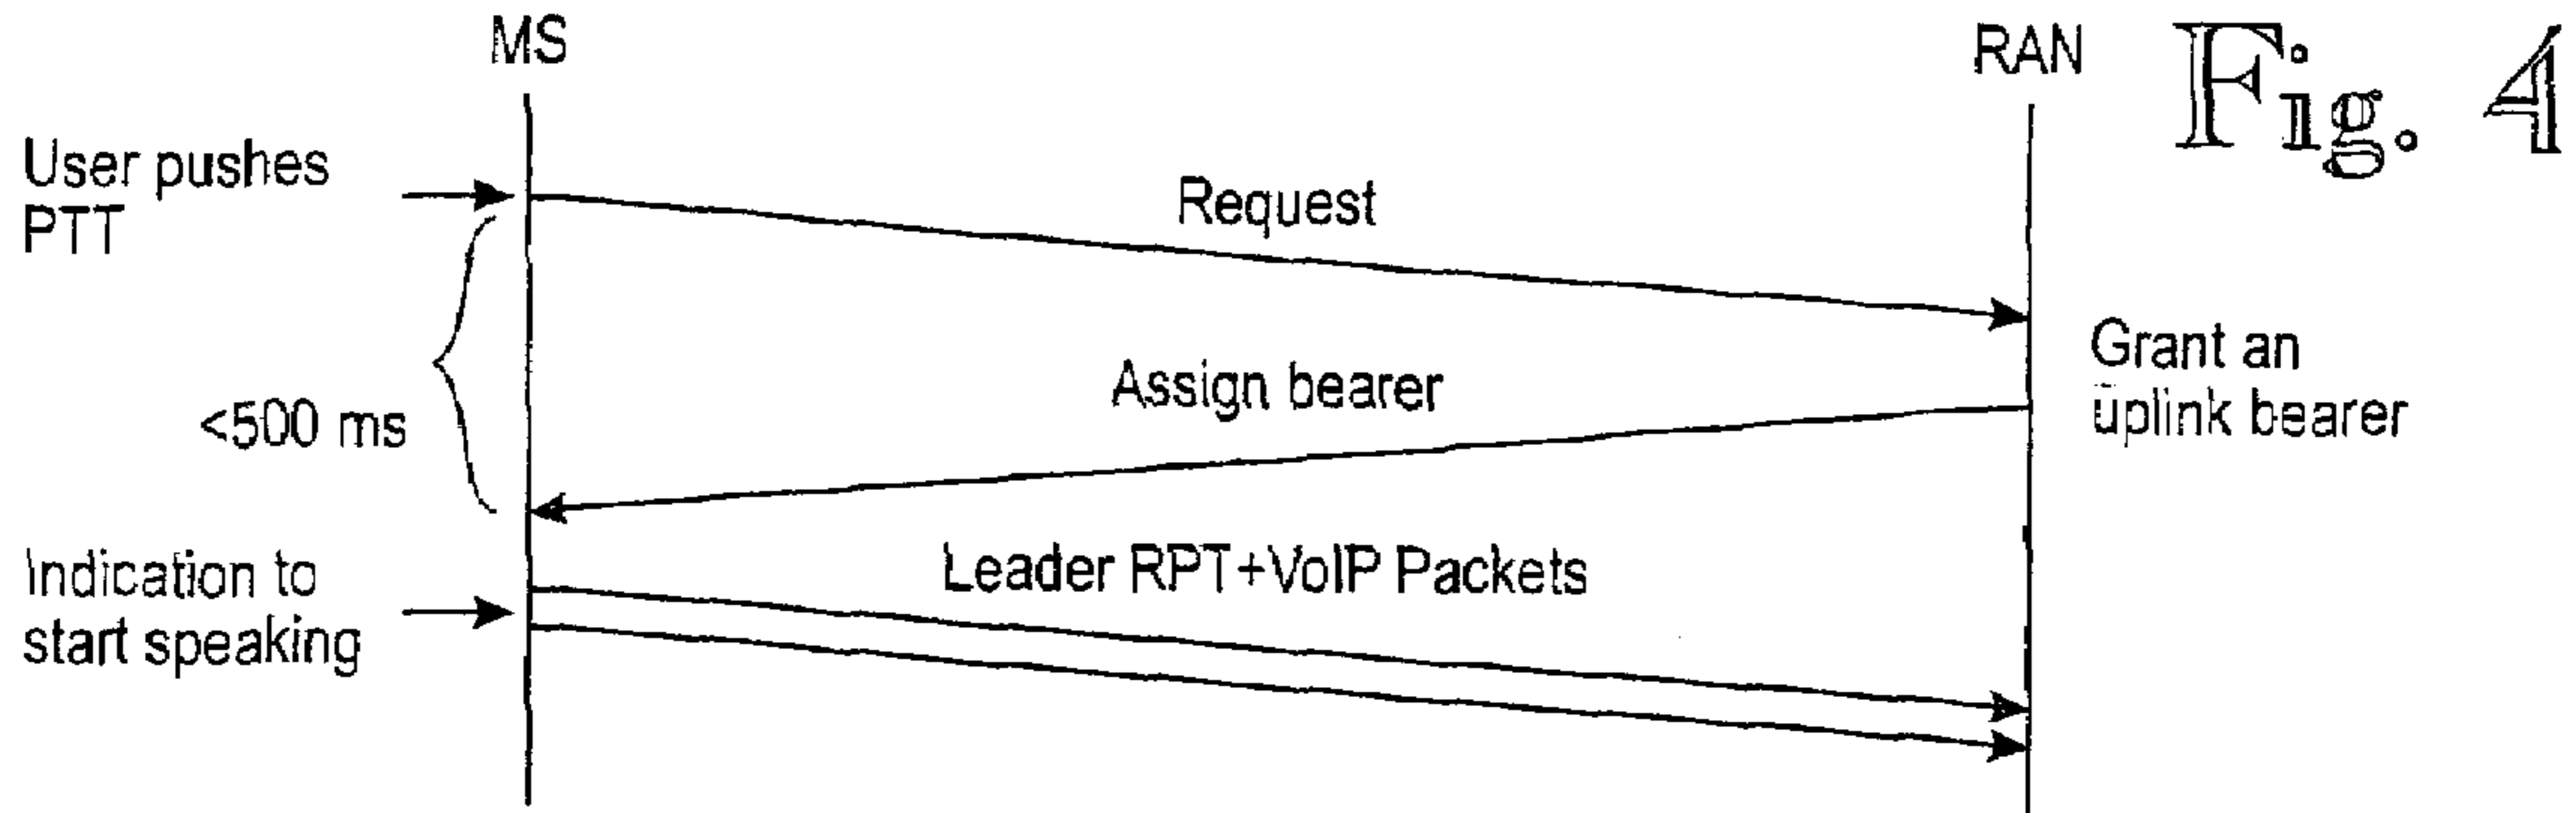 MS
RAN
Fig. 4
User pushes
PTT
Request
Grant an
uplink bearer
Assign bearer
<500 ms
Leader RPT+VoIP Packets
Indication to
start speaking